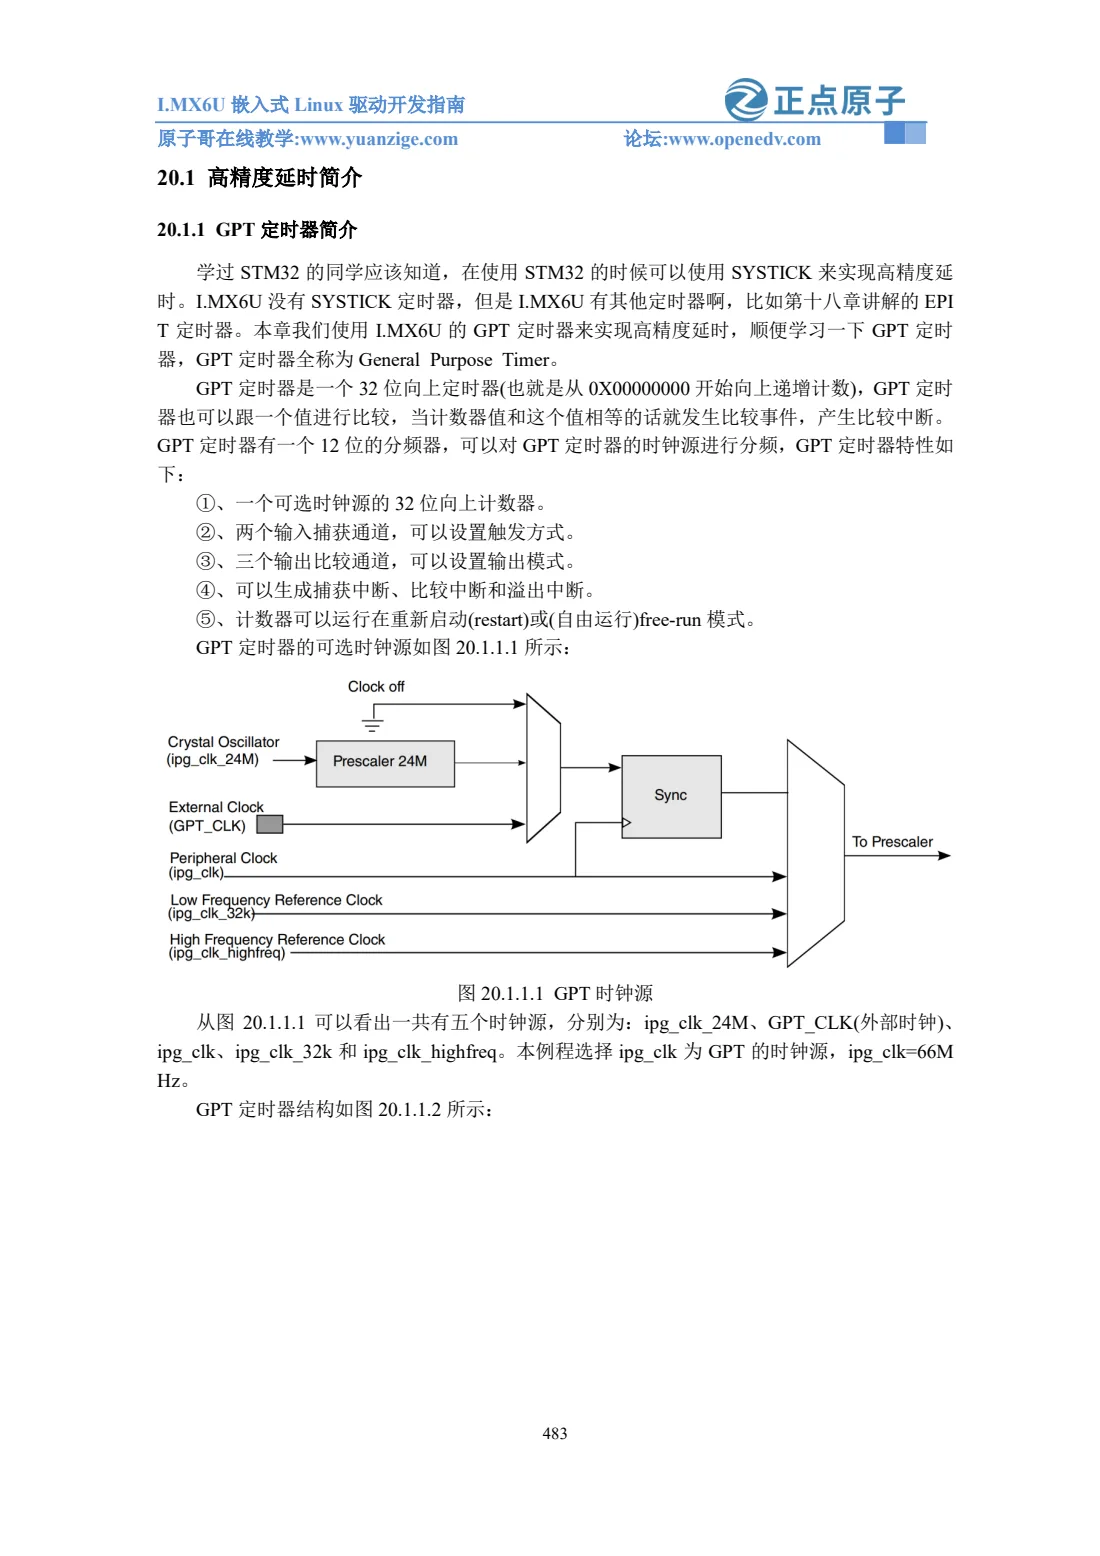 I.MX6U 嵌入式 Linux 驱动开发指南
正点原子
原子哥在线教学:www.yuanzige.com 论坛:www.openedv.com
20.1 高精度延时简介
20.1.1 GPT 定时器简介
学过 STM32 的同学应该知道，在使用 STM32 的时候可以使用 SYSTICK 来实现高精度延
时。I.MX6U 没有 SYSTICK 定时器，但是 I.MX6U 有其他定时器啊，比如第十八章讲解的 EPI
T 定时器。本章我们使用 I.MX6U 的 GPT 定时器来实现高精度延时，顺便学习一下 GPT 定时
器，GPT 定时器全称为 General Purpose Timer。
GPT 定时器是一个 32 位向上定时器(也就是从 0X00000000 开始向上递增计数)，GPT 定时
器也可以跟一个值进行比较，当计数器值和这个值相等的话就发生比较事件，产生比较中断。
GPT 定时器有一个 12 位的分频器，可以对 GPT 定时器的时钟源进行分频，GPT 定时器特性如
下：
①、一个可选时钟源的 32 位向上计数器。
②、两个输入捕获通道，可以设置触发方式。
③、三个输出比较通道，可以设置输出模式。
④、可以生成捕获中断、比较中断和溢出中断。
⑤、计数器可以运行在重新启动(restart)或(自由运行)free-run 模式。
GPT 定时器的可选时钟源如图 20.1.1.1 所示：
Clock off
Crystal Oscillator
(ipg_clk_24M)
Prescaler 24M
Sync
External Clock
(GPT_CLK)
To Prescaler
Peripheral Clock
(ipg_clk)
Low Frequency Reference Clock
(ipg_clk_32k)
High Frequency Reference Clock
(ipg_clk_highfreq)
图 20.1.1.1 GPT 时钟源
从图 20.1.1.1 可以看出一共有五个时钟源，分别为：ipg_clk_24M、GPT_CLK(外部时钟)、
ipg_clk、ipg_clk_32k 和 ipg_clk_highfreq。本例程选择 ipg_clk 为 GPT 的时钟源，ipg_clk=66M
Hz。
GPT 定时器结构如图 20.1.1.2 所示：
483